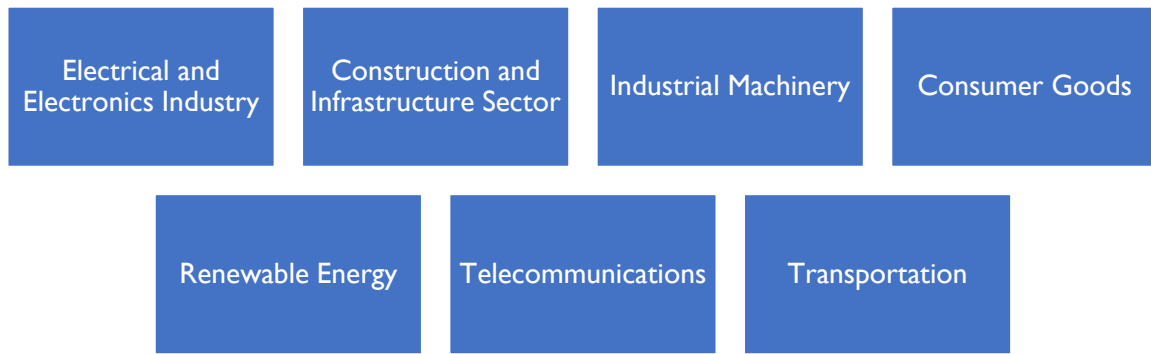 Electrical and
Electronics Industry
Construction and
Infrastructure Sector
Industrial Machinery
Consumer Goods
Renewable Energy
Telecommunications
Transportation